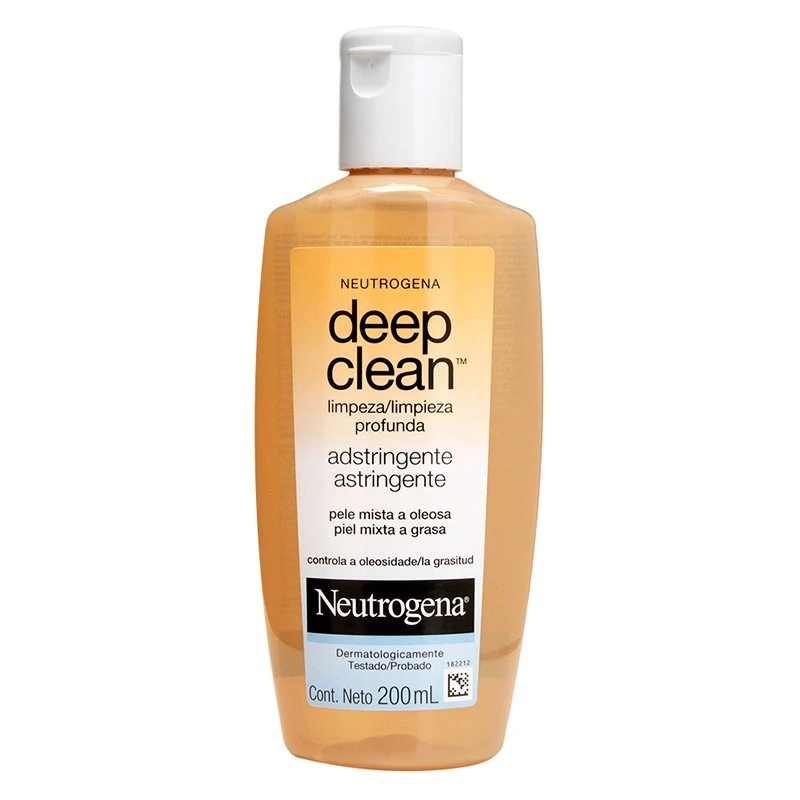 NEUTROGENA
deep
clean™
limpeza/limpieza
profunda
adstringente
astringente
pele mista a oleosa
piel mixta a grasa
controla a oleosidade/la grasitud
Neutrogena®
Dermatologicamente
Testado/Probado
182212
Cont. Neto 200mL